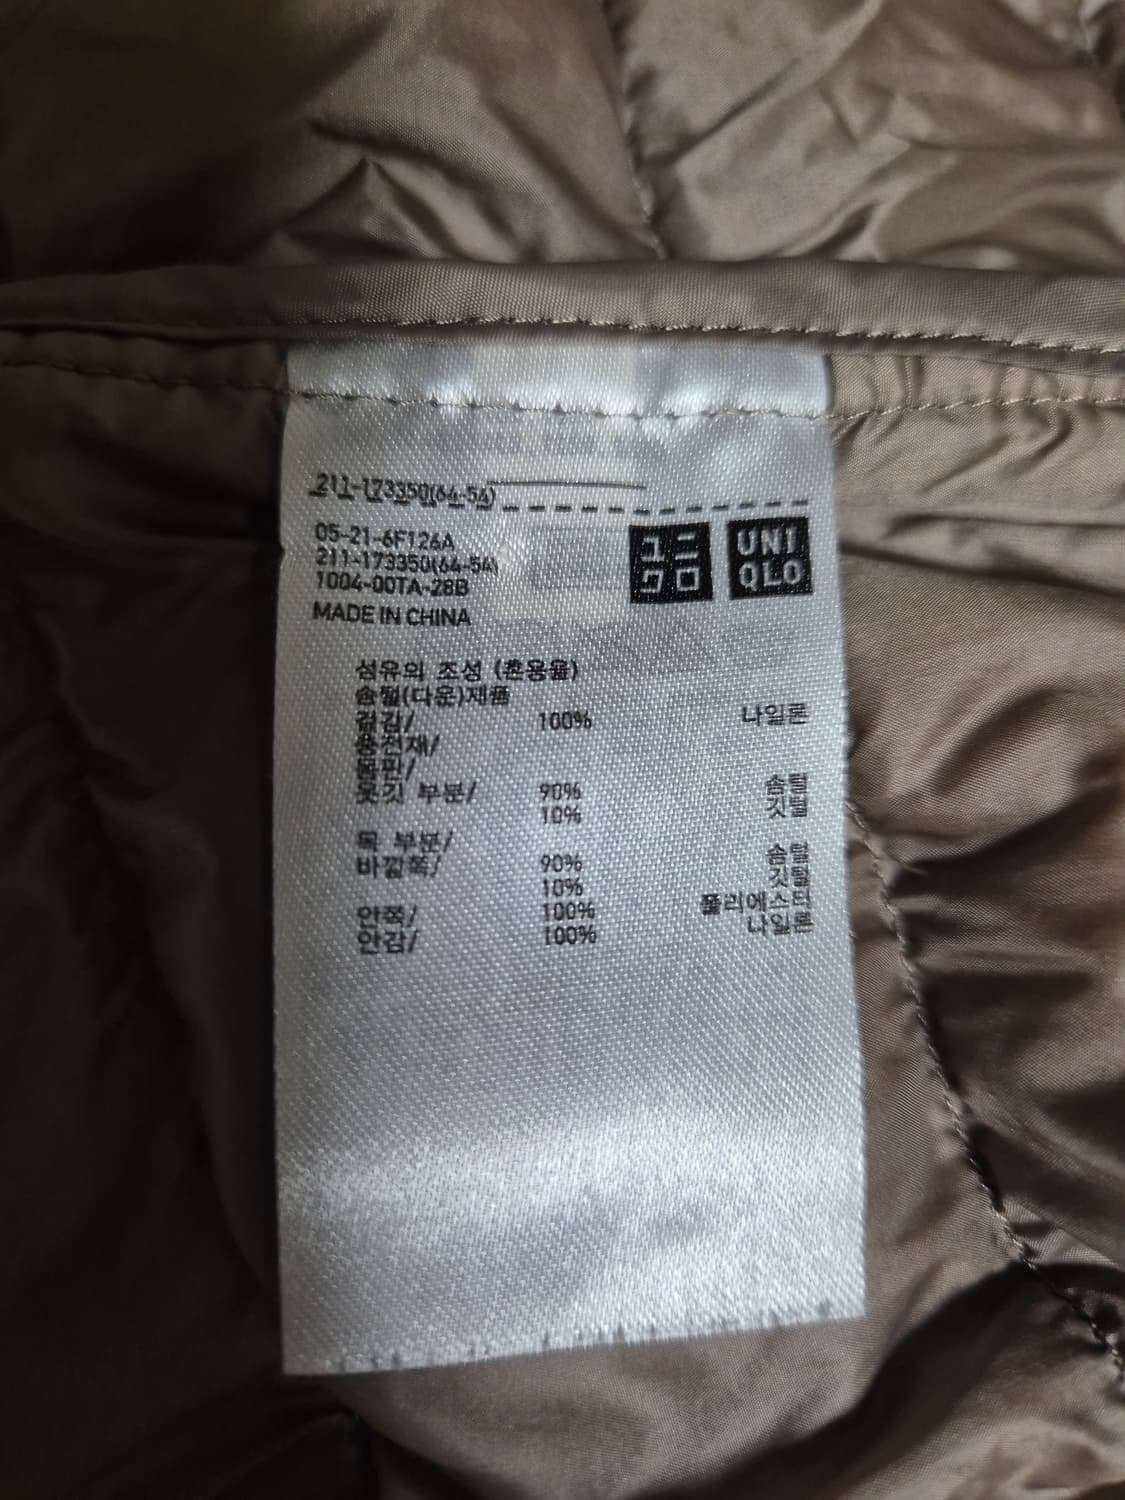 211-173350(64-54)
05-21-6F126A
211-173350(64-54)
1004-00TA-28B
MADE IN CHINA
ユニ
クロ
UNI
QLO
섬유의 조성 (혼용율)
솜털(다운)제품
겉감/ 100% 나일론
충전재/
몸판/
옷깃 부분/ 90% 솜털
10% 깃털
목 부분/
바깥쪽/ 90% 솜털
10% 깃털
안쪽/ 100% 폴리에스터
안감/ 100% 나일론